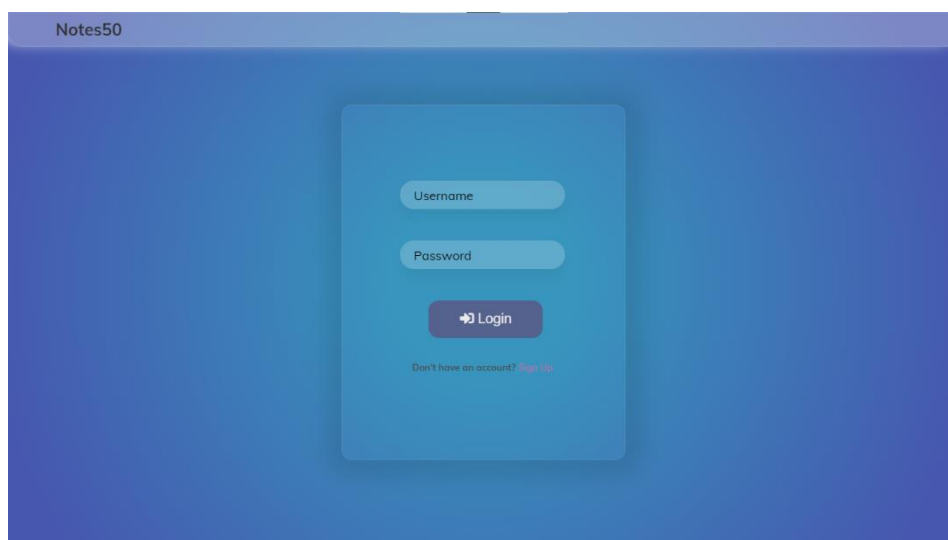 Notes50
Username
Password
Login
Don't have an account? Sign Up